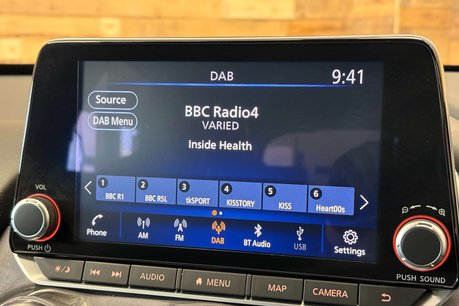 DAB
9:41
Source
DAB Menu
BBC Radio4
VARIED
Inside Health
1 2 3 4 5 6
BBC R1 BBC R5L tkSPORT KISSTORY KISS Heart00s
Phone AM FM DAB BT Audio USB Settings
VOL
PUSH
PUSH SOUND
AUDIO MENU MAP CAMERA